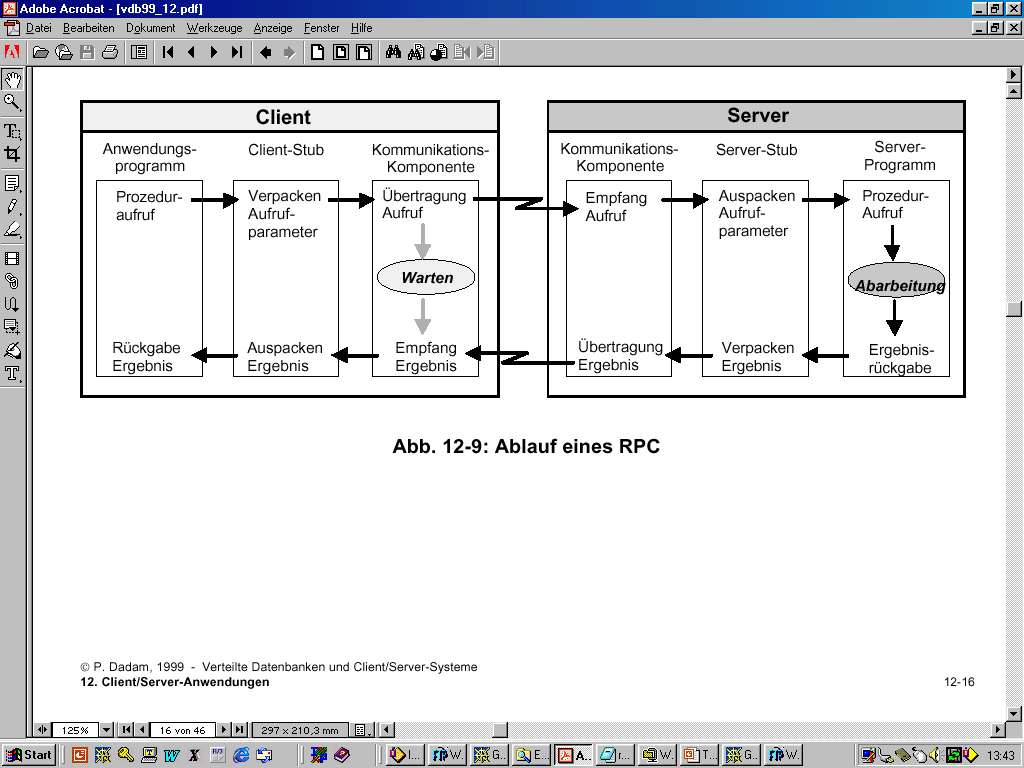 Adobe Acrobat - [vdb99_12.pdf]
Datei Bearbeiten Dokument Werkzeuge Anzeige Fenster Hilfe
Client
Anwendungs-
programm
Client-Stub
Kommunikations-
Komponente
Prozedur-
aufruf
Verpacken
Aufruf-
parameter
Übertragung
Aufruf
Warten
Rückgabe
Ergebnis
Auspacken
Ergebnis
Empfang
Ergebnis
Server
Kommunikations-
Komponente
Server-Stub
Server-
Programm
Empfang
Aufruf
Auspacken
Aufruf-
parameter
Prozedur-
Aufruf
Abarbeitung
Übertragung
Ergebnis
Verpacken
Ergebnis
Ergebnis-
rückgabe
Abb. 12-9: Ablauf eines RPC
© P. Dadam, 1999 - Verteilte Datenbanken und Client/Server-Systeme
12. Client/Server-Anwendungen
12-16
125%
16 von 46
297 x 210,3 mm
Start
I...
W...
G...
E...
A...
r...
W...
T...
G...
W...
13:43